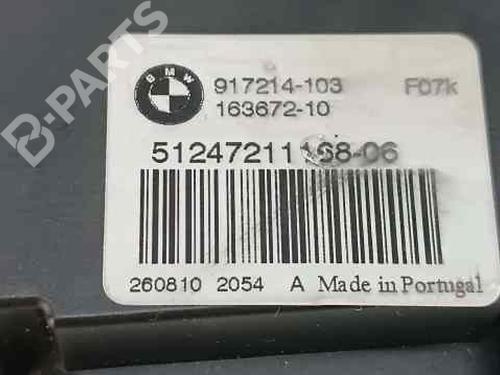 B-PARTS
BMW
917214-103 F07k
163672-10
51247211168-06
260810 2054 A Made in Portugal